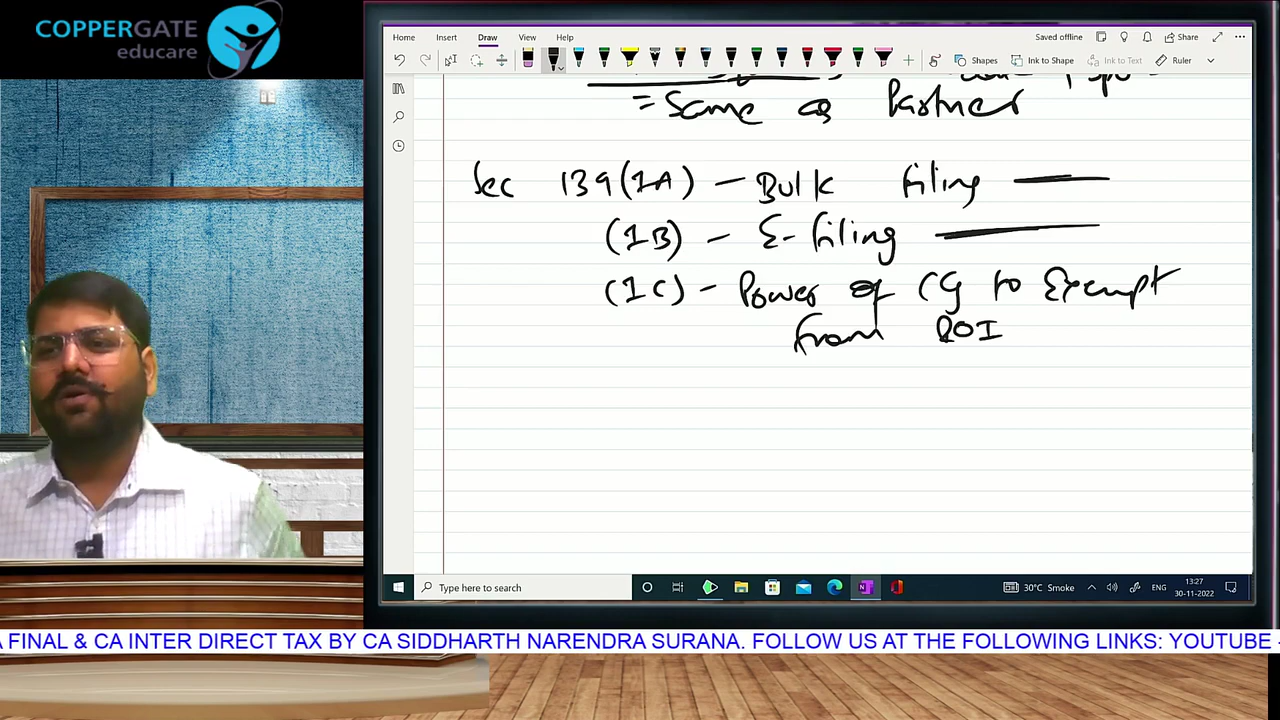 COPPERGATE
educare
Home Insert Draw View Help
Saved offline
Share
Shapes
Ink to Shape
Ink to Text
Ruler
= Same as Partner
Sec 139(1A) - Bulk filing
(1B) - E-filing
(1C) - Power of CG to Exempt
from ROI
Type here to search
30°C Smoke
ENG
13:27
30-11-2022
A FINAL & CA INTER DIRECT TAX BY CA SIDDHARTH NARENDRA SURANA. FOLLOW US AT THE FOLLOWING LINKS: YOUTUBE -